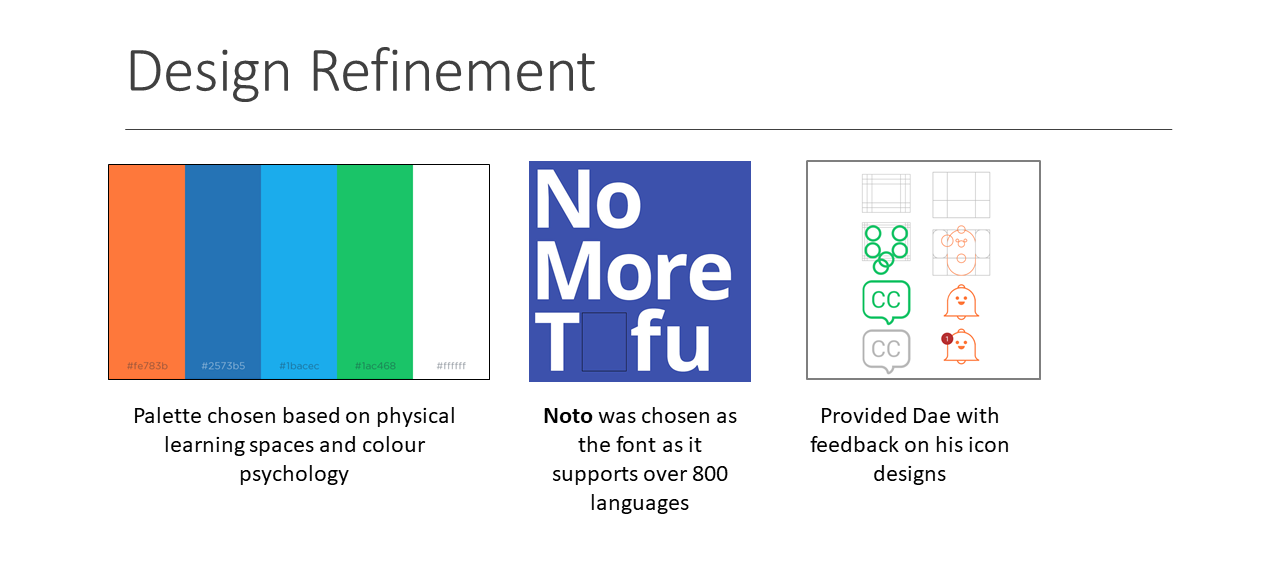 Design Refinement
#fe783b
#2573b5
#1bacec
#1ac468
#ffffff
No
More
T fu
CC
CC
1
Palette chosen based on physical
learning spaces and colour
psychology
Noto was chosen as
the font as it
supports over 800
languages
Provided Dae with
feedback on his icon
designs